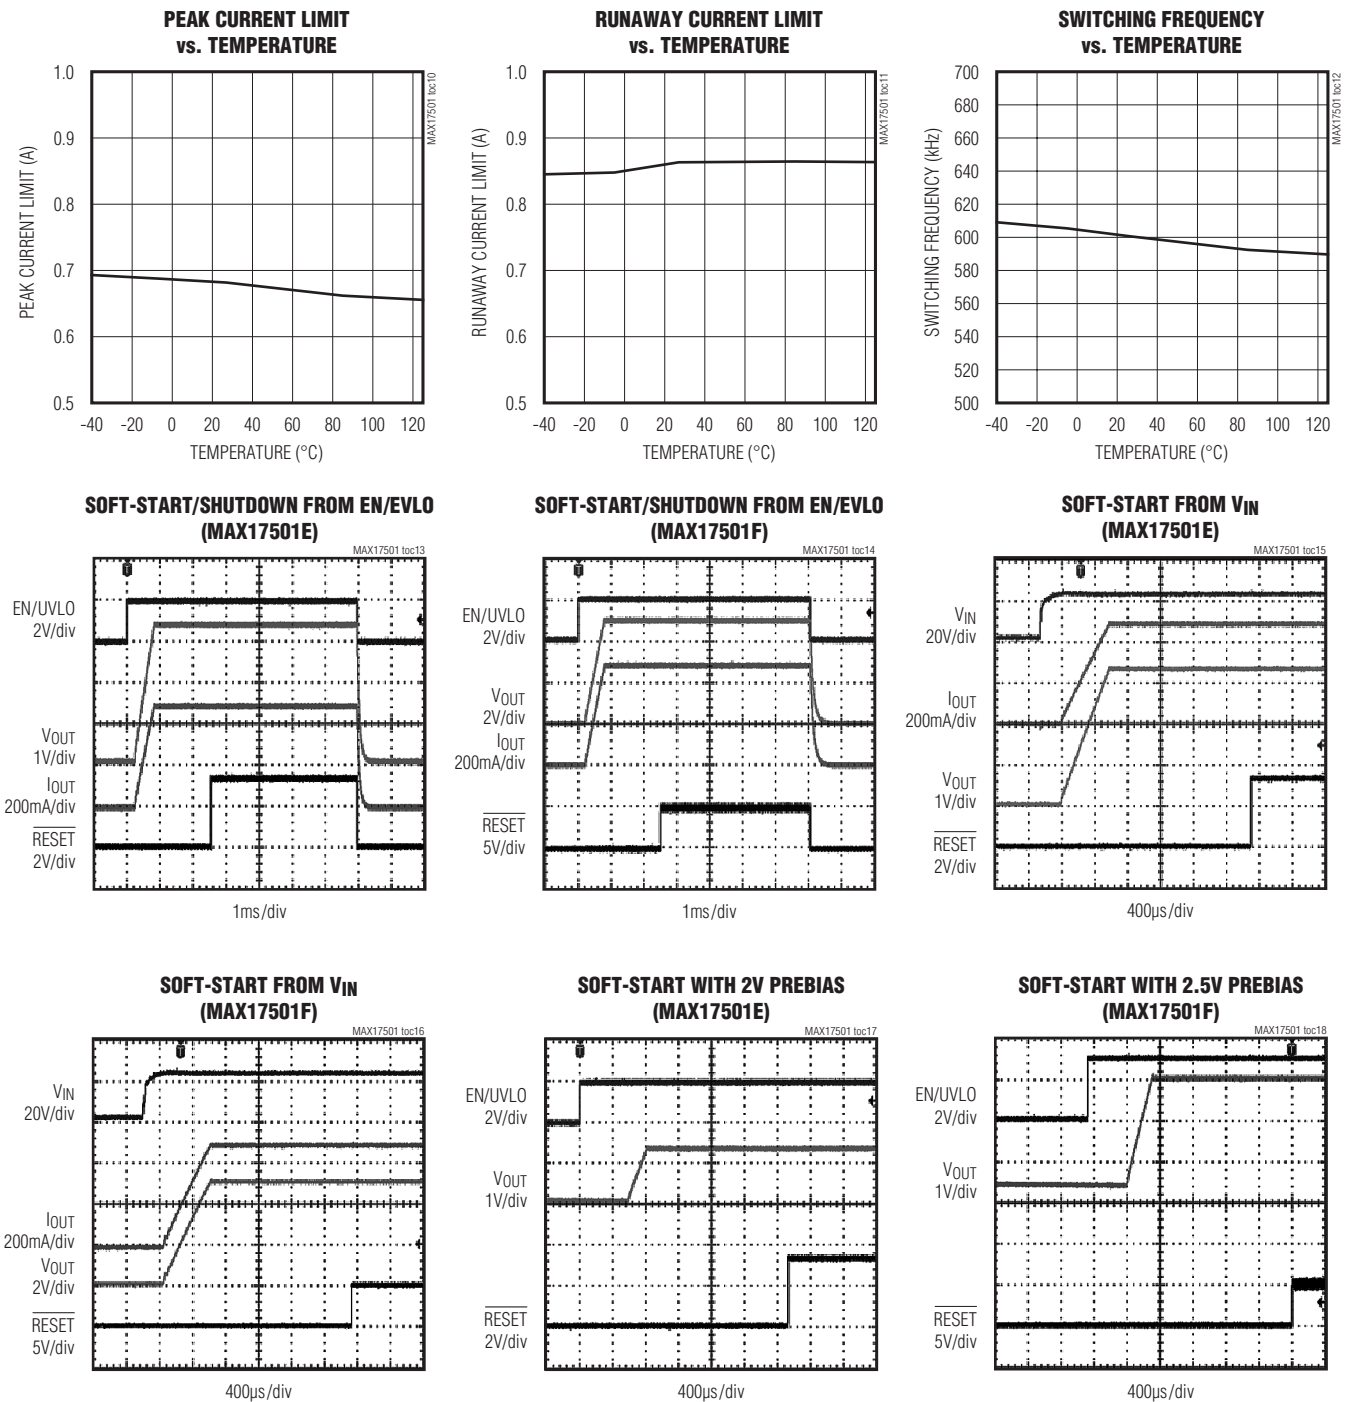 PEAK CURRENT LIMIT
vs. TEMPERATURE
MAX17501 toc10
PEAK CURRENT LIMIT (A)
1.0
0.9
0.8
0.7
0.6
0.5
-40 -20 0 20 40 60 80 100 120
TEMPERATURE (°C)
RUNAWAY CURRENT LIMIT
vs. TEMPERATURE
MAX17501 toc11
RUNAWAY CURRENT LIMIT (A)
1.0
0.9
0.8
0.7
0.6
0.5
-40 -20 0 20 40 60 80 100 120
TEMPERATURE (°C)
SWITCHING FREQUENCY
vs. TEMPERATURE
MAX17501 toc12
SWITCHING FREQUENCY (kHz)
700
680
660
640
620
600
580
560
540
520
500
-40 -20 0 20 40 60 80 100 120
TEMPERATURE (°C)
SOFT-START/SHUTDOWN FROM EN/EVLO
(MAX17501E)
MAX17501 toc13
T
EN/UVLO
2V/div
VOUT
1V/div
IOUT
200mA/div
RESET
2V/div
1ms/div
SOFT-START/SHUTDOWN FROM EN/EVLO
(MAX17501F)
MAX17501 toc14
T
EN/UVLO
2V/div
VOUT
2V/div
IOUT
200mA/div
RESET
5V/div
1ms/div
SOFT-START FROM VIN
(MAX17501E)
MAX17501 toc15
T
VIN
20V/div
IOUT
200mA/div
VOUT
1V/div
RESET
2V/div
400µs/div
SOFT-START FROM VIN
(MAX17501F)
MAX17501 toc16
T
VIN
20V/div
IOUT
200mA/div
VOUT
2V/div
RESET
5V/div
400µs/div
SOFT-START WITH 2V PREBIAS
(MAX17501E)
MAX17501 toc17
T
EN/UVLO
2V/div
VOUT
1V/div
RESET
2V/div
400µs/div
SOFT-START WITH 2.5V PREBIAS
(MAX17501F)
MAX17501 toc18
T
EN/UVLO
2V/div
VOUT
1V/div
RESET
5V/div
400µs/div